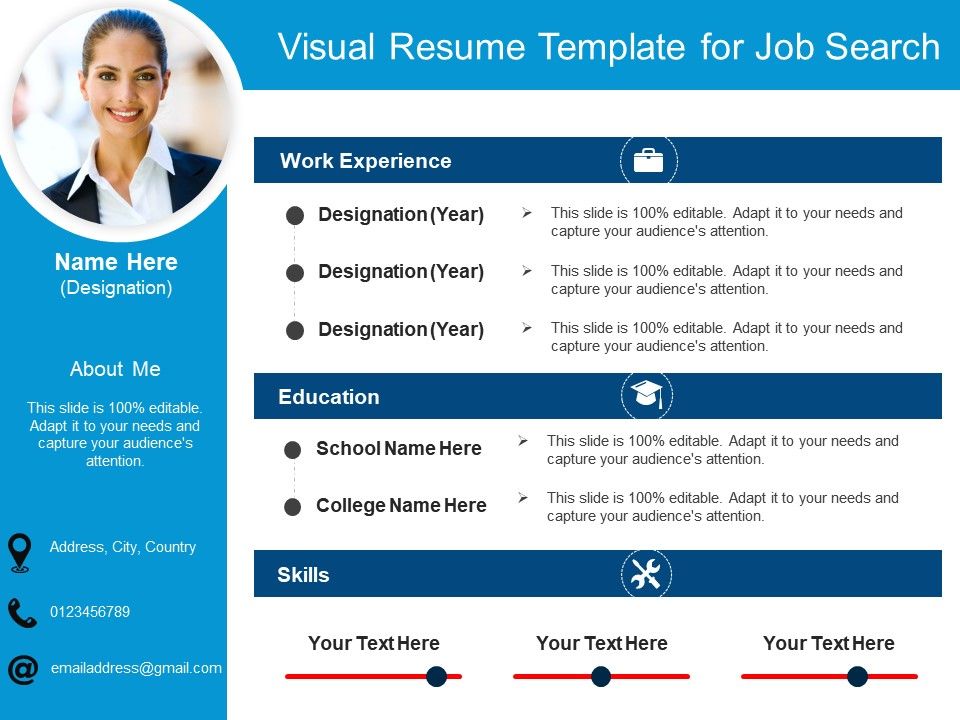 Visual Resume Template for Job Search
Name Here
(Designation)
About Me
This slide is 100% editable.
Adapt it to your needs and
capture your audience's
attention.
Address, City, Country
0123456789
emailaddress@gmail.com
Work Experience
Designation (Year)
This slide is 100% editable. Adapt it to your needs and
capture your audience's attention.
Designation (Year)
This slide is 100% editable. Adapt it to your needs and
capture your audience's attention.
Designation (Year)
This slide is 100% editable. Adapt it to your needs and
capture your audience's attention.
Education
School Name Here
This slide is 100% editable. Adapt it to your needs and
capture your audience's attention.
College Name Here
This slide is 100% editable. Adapt it to your needs and
capture your audience's attention.
Skills
Your Text Here
Your Text Here
Your Text Here